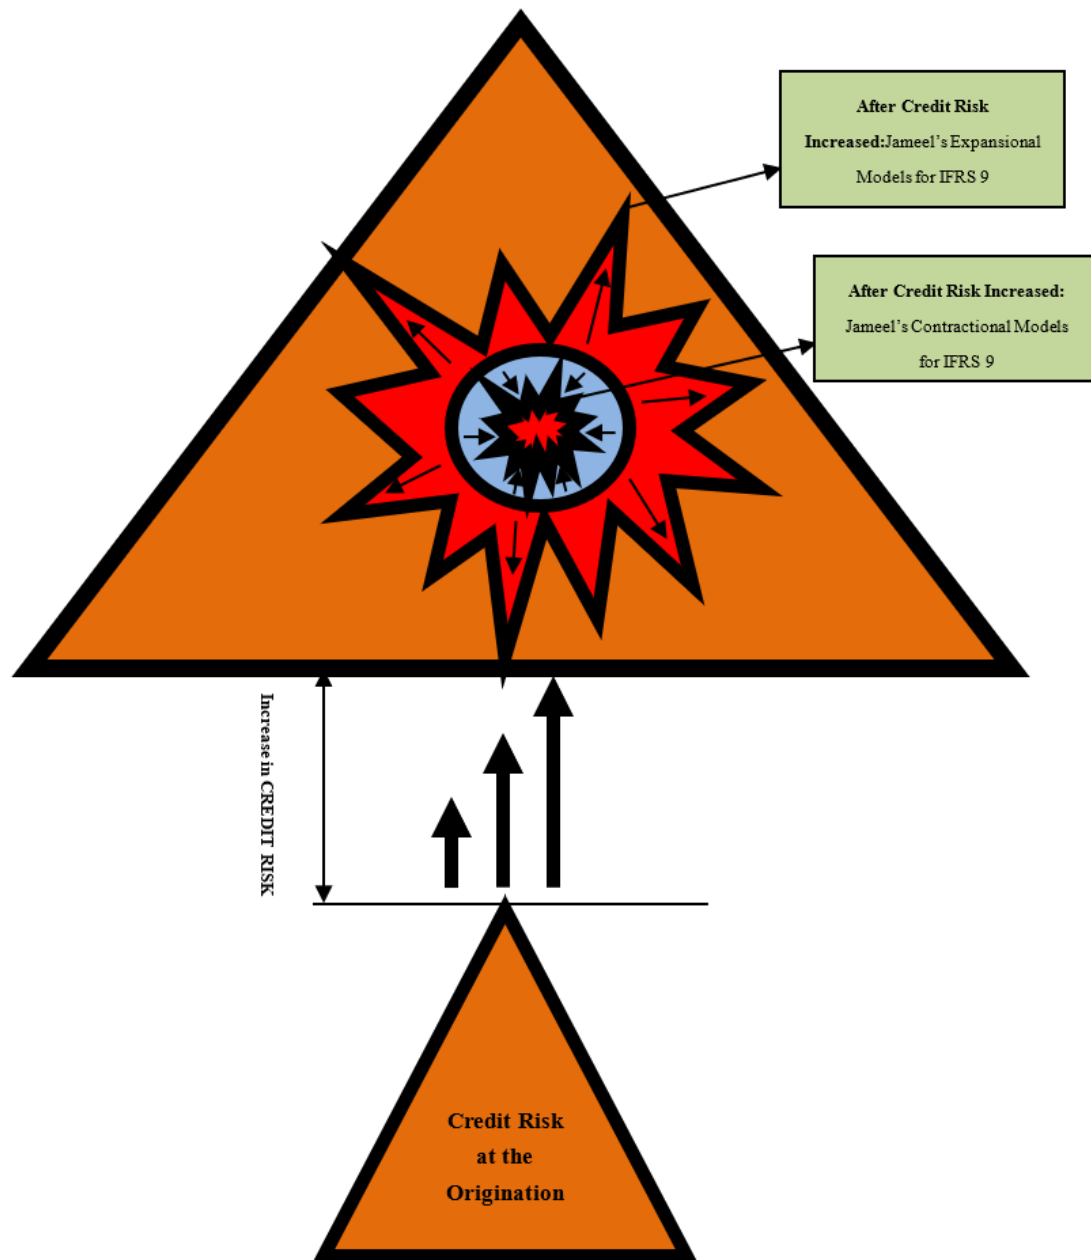 After Credit Risk
Increased:Jameel’s Expansional
Models for IFRS 9
After Credit Risk Increased:
Jameel’s Contractional Models
for IFRS 9
Increase in CREDIT RISK
Credit Risk
at the
Origination